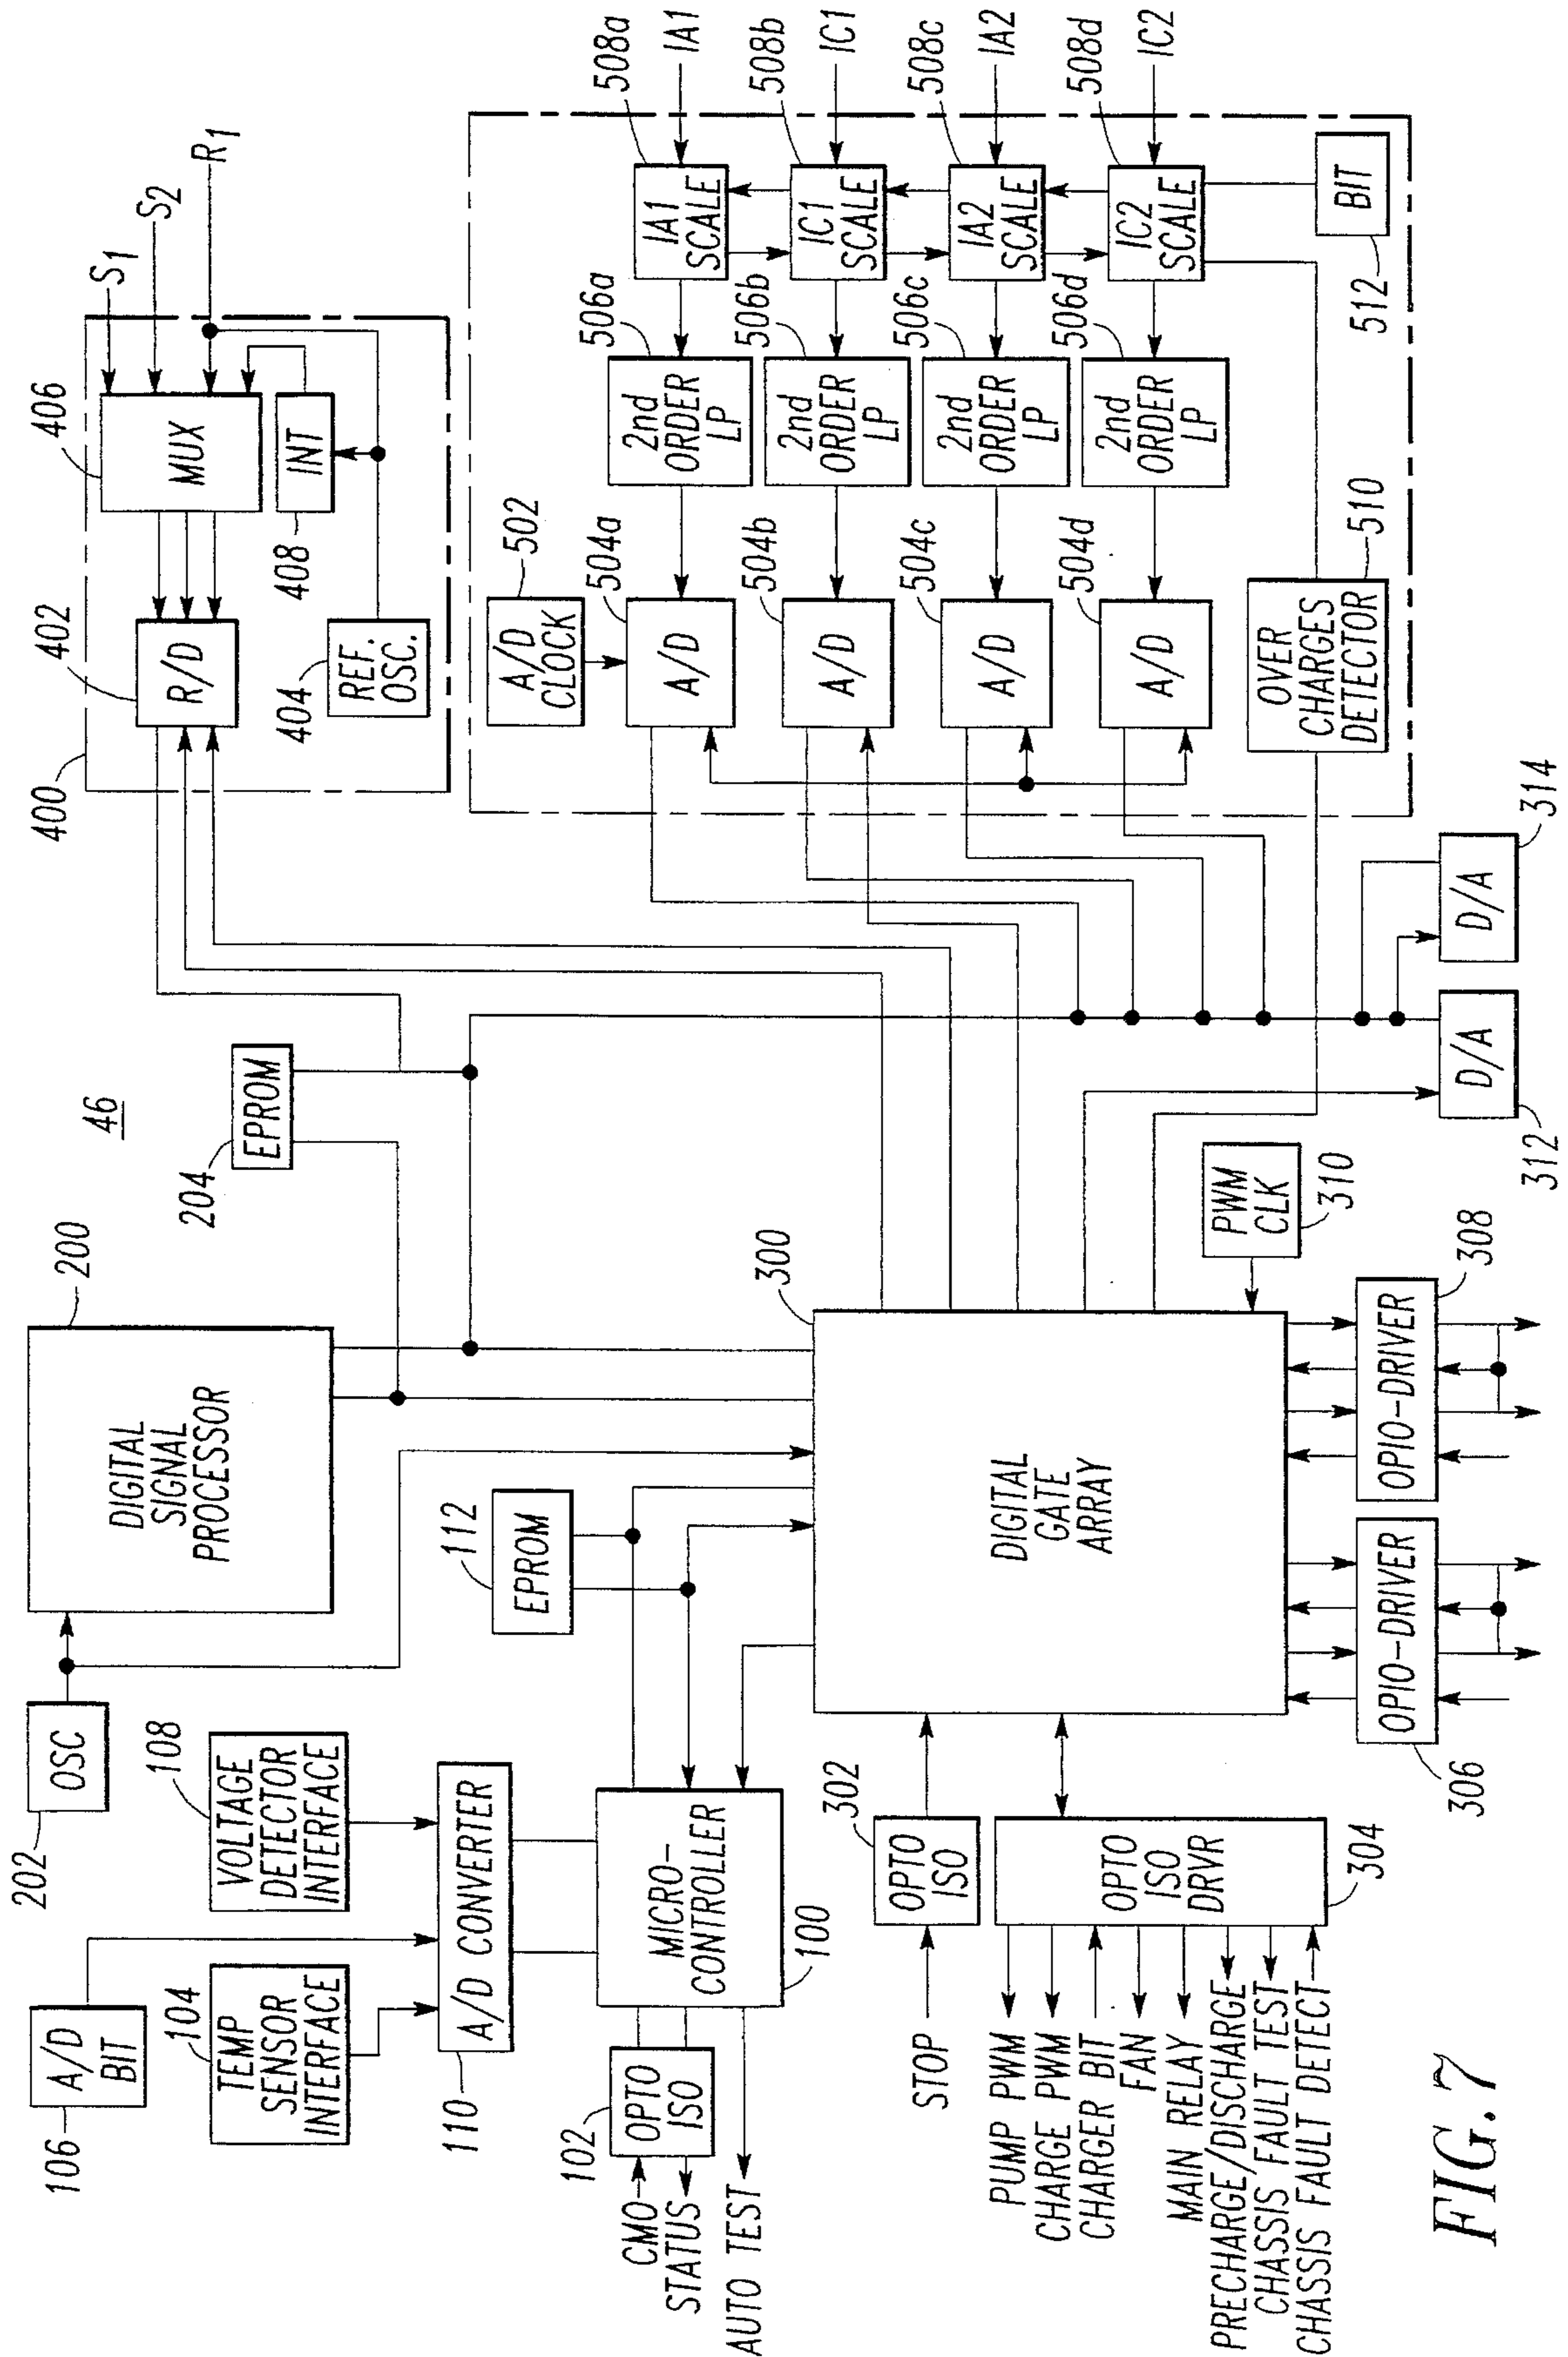 46
106
A/D
BIT
104
TEMP
SENSOR
INTERFACE
108
VOLTAGE
DETECTOR
INTERFACE
202
OSC
200
DIGITAL
SIGNAL
PROCESSOR
204
EPROM
400
402
R/D
406
MUX
S1
S2
R1
408
INT
404
REF.
OSC.
110
A/D CONVERTER
112
EPROM
102
OPTO
ISO
CMO
STATUS
AUTO TEST
MICRO-
CONTROLLER
100
300
DIGITAL
GATE
ARRAY
502
A/D
CLOCK
504a
A/D
506a
2nd
ORDER
LP
508a
IA1
SCALE
IA1
504b
A/D
506b
2nd
ORDER
LP
508b
IC1
SCALE
IC1
504c
A/D
506c
2nd
ORDER
LP
508c
IA2
SCALE
IA2
504d
A/D
506d
2nd
ORDER
LP
508d
IC2
SCALE
IC2
510
OVER
CHARGES
DETECTOR
512
BIT
STOP
302
OPTO
ISO
PUMP PWM
CHARGE PWM
CHARGER BIT
FAN
MAIN RELAY
PRECHARGE/DISCHARGE
CHASSIS FAULT TEST
CHASSIS FAULT DETECT
OPTO
ISO
DRVR
304
PWM
CLK
310
306
OPIO-DRIVER
308
OPIO-DRIVER
312
D/A
314
D/A
FIG. 7